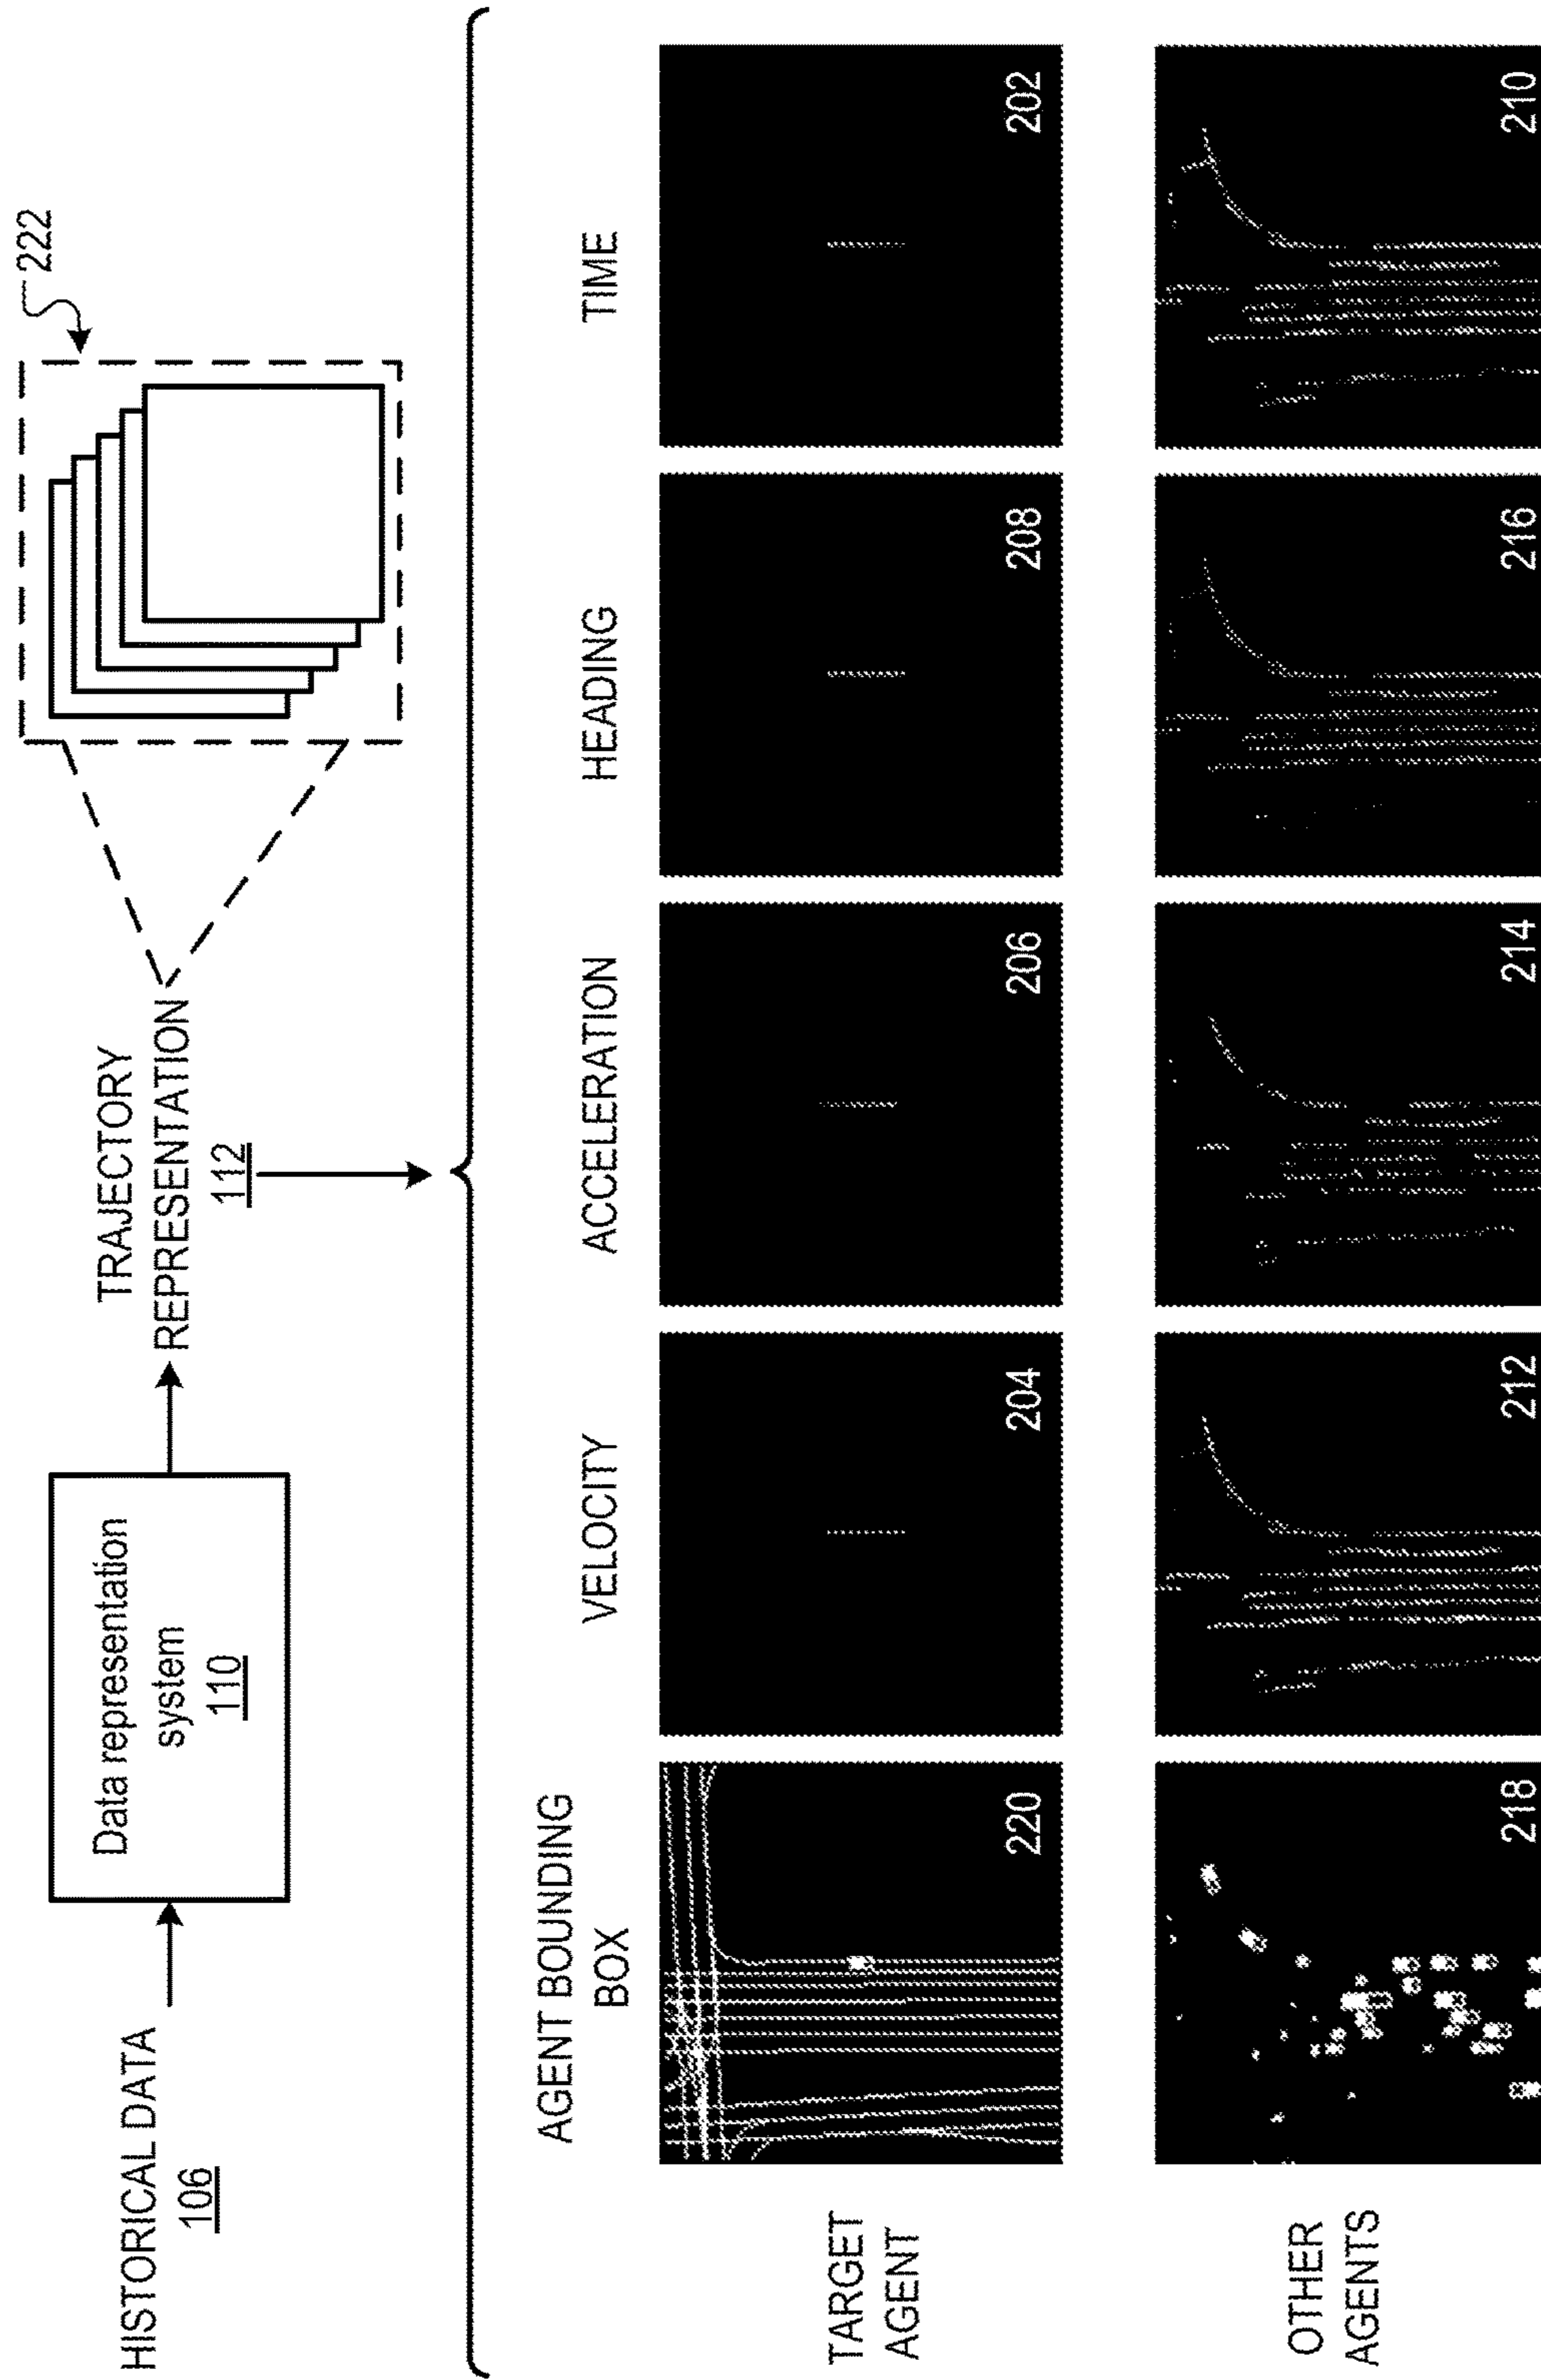 HISTORICAL DATA
106
Data representation
system
110
TRAJECTORY
REPRESENTATION
112
222
AGENT BOUNDING
BOX
VELOCITY
ACCELERATION
HEADING
TIME
TARGET
AGENT
220
204
206
208
202
OTHER
AGENTS
218
212
214
216
210